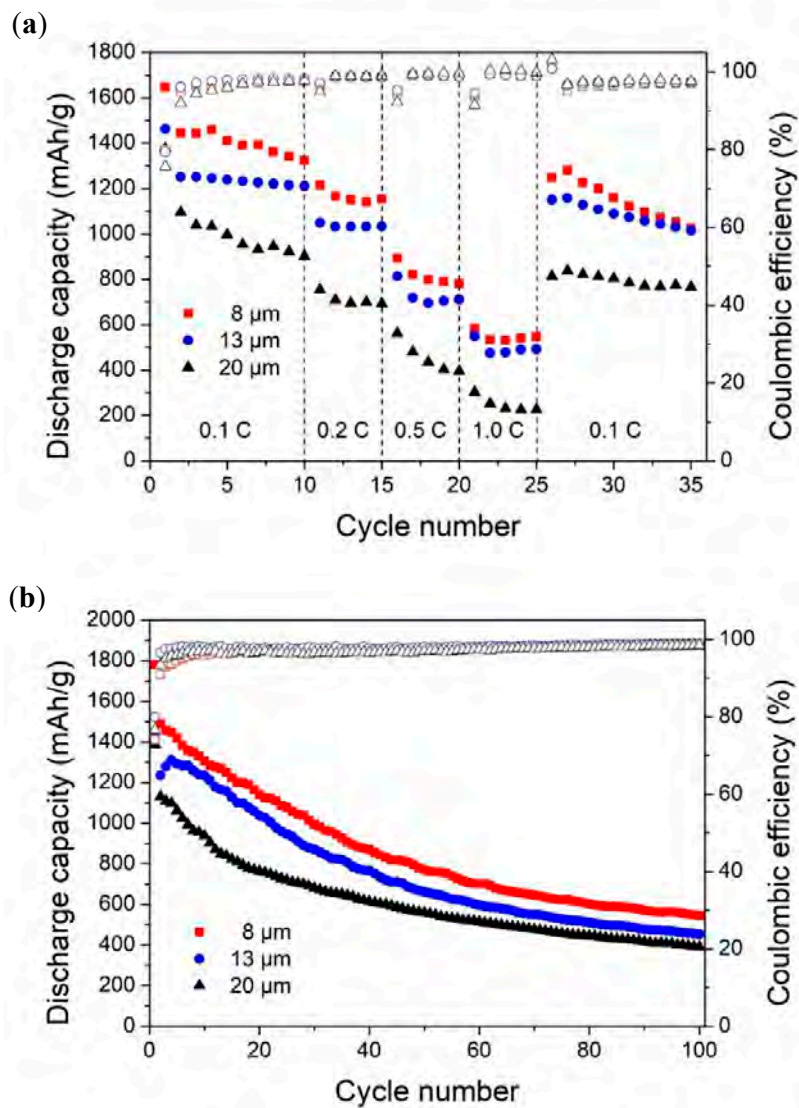 (a)
1800
1600
1400
1200
1000
800
600
400
200
0
Discharge capacity (mAh/g)
100
80
60
40
20
0
Coulombic efficiency (%)
8 µm
13 µm
20 µm
0.1 C
0.2 C
0.5 C
1.0 C
0.1 C
0 5 10 15 20 25 30 35
Cycle number
(b)
2000
1800
1600
1400
1200
1000
800
600
400
200
0
Discharge capacity (mAh/g)
100
80
60
40
20
0
Coulombic efficiency (%)
8 µm
13 µm
20 µm
0 20 40 60 80 100
Cycle number